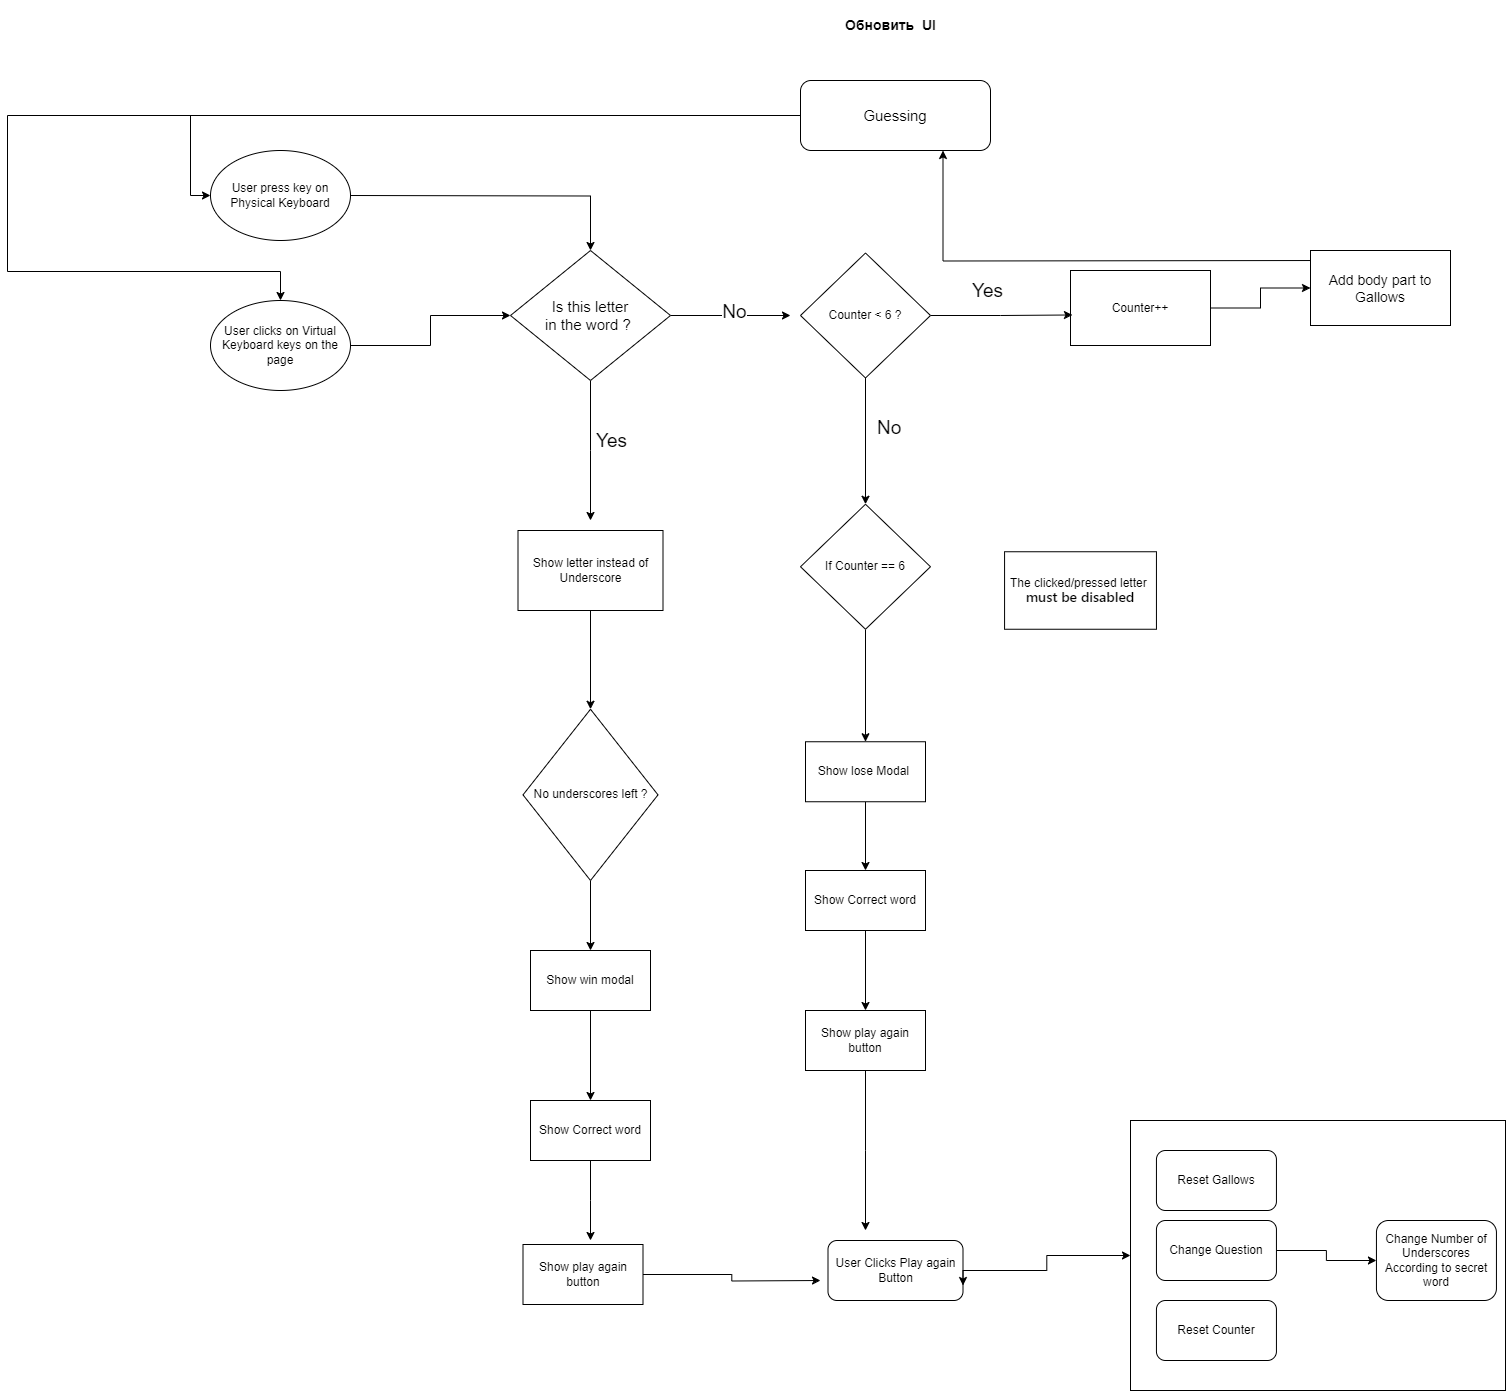 Обновить UI
Guessing
User press key on
Physical Keyboard
User clicks on Virtual
Keyboard keys on the
page
Is this letter
in the word ?
No
Counter < 6 ?
Yes
Counter++
Add body part to
Gallows
Yes
No
Show letter instead of
Underscore
If Counter == 6
The clicked/pressed letter
must be disabled
No underscores left ?
Show lose Modal
Show Correct word
Show win modal
Show play again
button
Show Correct word
Show play again
button
User Clicks Play again
Button
Reset Gallows
Change Question
Change Number of
Underscores
According to secret
word
Reset Counter